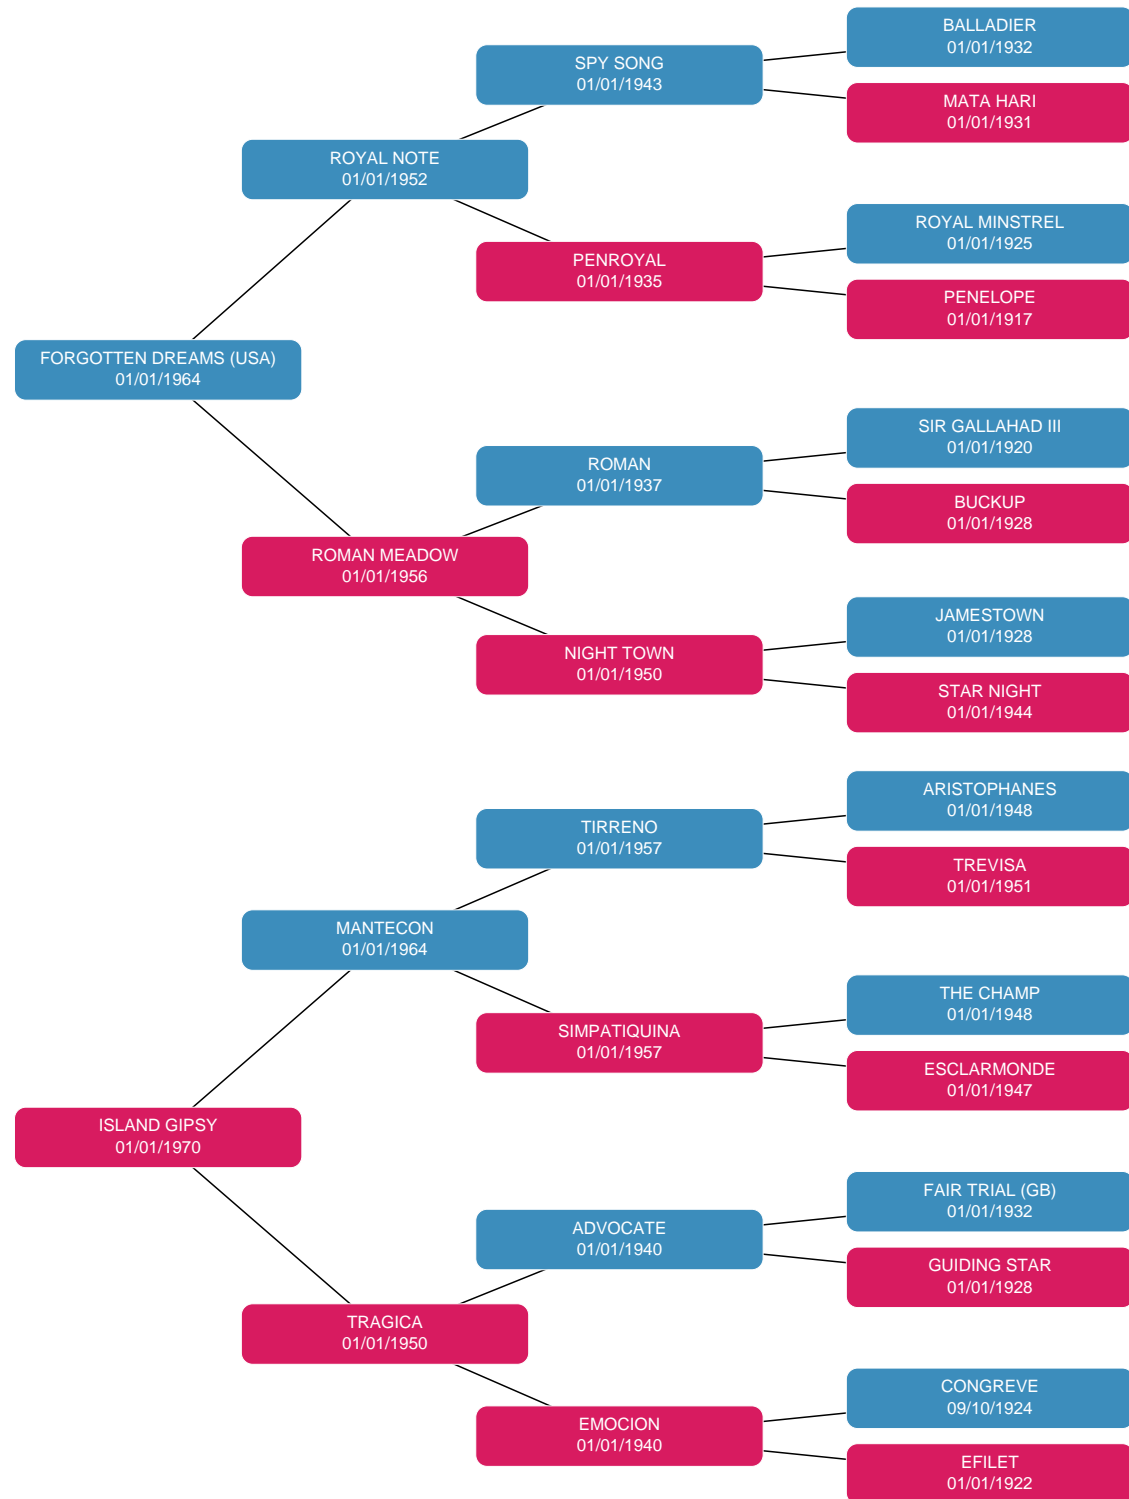 BALLADIER
01/01/1932
SPY SONG
01/01/1943
MATA HARI
01/01/1931
ROYAL NOTE
01/01/1952
ROYAL MINSTREL
01/01/1925
PENROYAL
01/01/1935
PENELOPE
01/01/1917
FORGOTTEN DREAMS (USA)
01/01/1964
SIR GALLAHAD III
01/01/1920
ROMAN
01/01/1937
BUCKUP
01/01/1928
ROMAN MEADOW
01/01/1956
JAMESTOWN
01/01/1928
NIGHT TOWN
01/01/1950
STAR NIGHT
01/01/1944
ARISTOPHANES
01/01/1948
TIRRENO
01/01/1957
TREVISA
01/01/1951
MANTECON
01/01/1964
THE CHAMP
01/01/1948
SIMPATIQUINA
01/01/1957
ESCLARMONDE
01/01/1947
ISLAND GIPSY
01/01/1970
FAIR TRIAL (GB)
01/01/1932
ADVOCATE
01/01/1940
GUIDING STAR
01/01/1928
TRAGICA
01/01/1950
CONGREVE
09/10/1924
EMOCION
01/01/1940
EFILET
01/01/1922